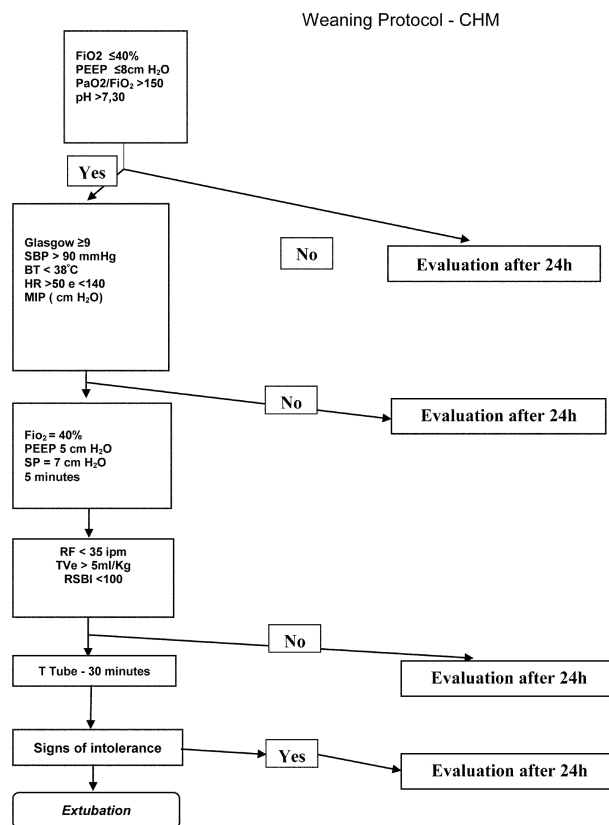 Weaning Protocol - CHM
FiO2 ≤40%
PEEP ≤8cm H₂O
PaO2/FiO₂ >150
pH >7,30
Yes
No
Evaluation after 24h
Glasgow ≥9
SBP > 90 mmHg
BT < 38°C
HR >50 e <140
MIP ( cm H₂O)
No
Evaluation after 24h
Fio₂ = 40%
PEEP 5 cm H₂O
SP = 7 cm H₂O
5 minutes
RF < 35 ipm
TVe > 5ml/Kg
RSBI <100
No
Evaluation after 24h
T Tube - 30 minutes
Signs of intolerance
Yes
Evaluation after 24h
Extubation